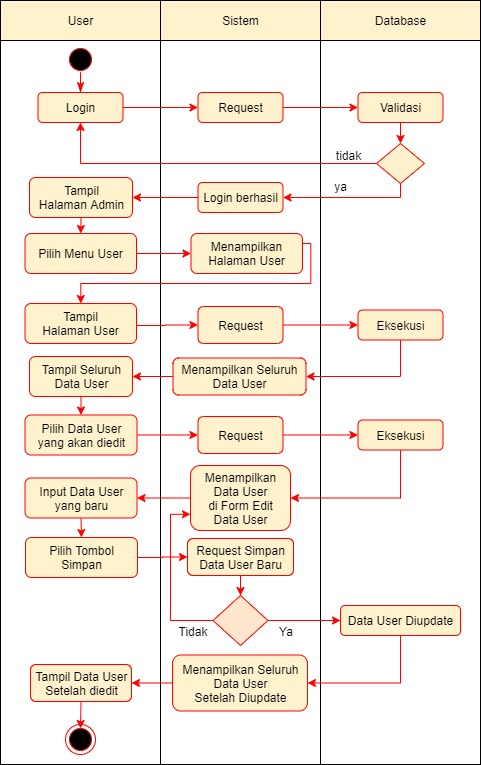 User
Sistem
Database
Login
Request
Validasi
tidak
ya
Tampil
Halaman Admin
Login berhasil
Pilih Menu User
Menampilkan
Halaman User
Tampil
Halaman User
Request
Eksekusi
Tampil Seluruh
Data User
Menampilkan Seluruh
Data User
Pilih Data User
yang akan diedit
Request
Eksekusi
Input Data User
yang baru
Menampilkan
Data User
di Form Edit
Data User
Pilih Tombol
Simpan
Request Simpan
Data User Baru
Tidak
Ya
Data User Diupdate
Tampil Data User
Setelah diedit
Menampilkan Seluruh
Data User
Setelah Diupdate